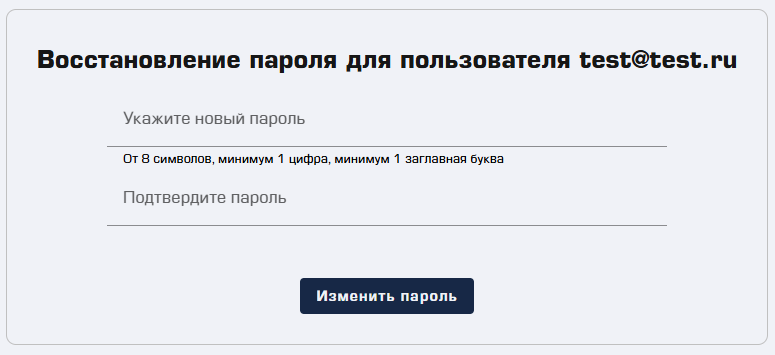 Восстановление пароля для пользователя test@test.ru
Укажите новый пароль
От 8 символов, минимум 1 цифра, минимум 1 заглавная буква
Подтвердите пароль
Изменить пароль